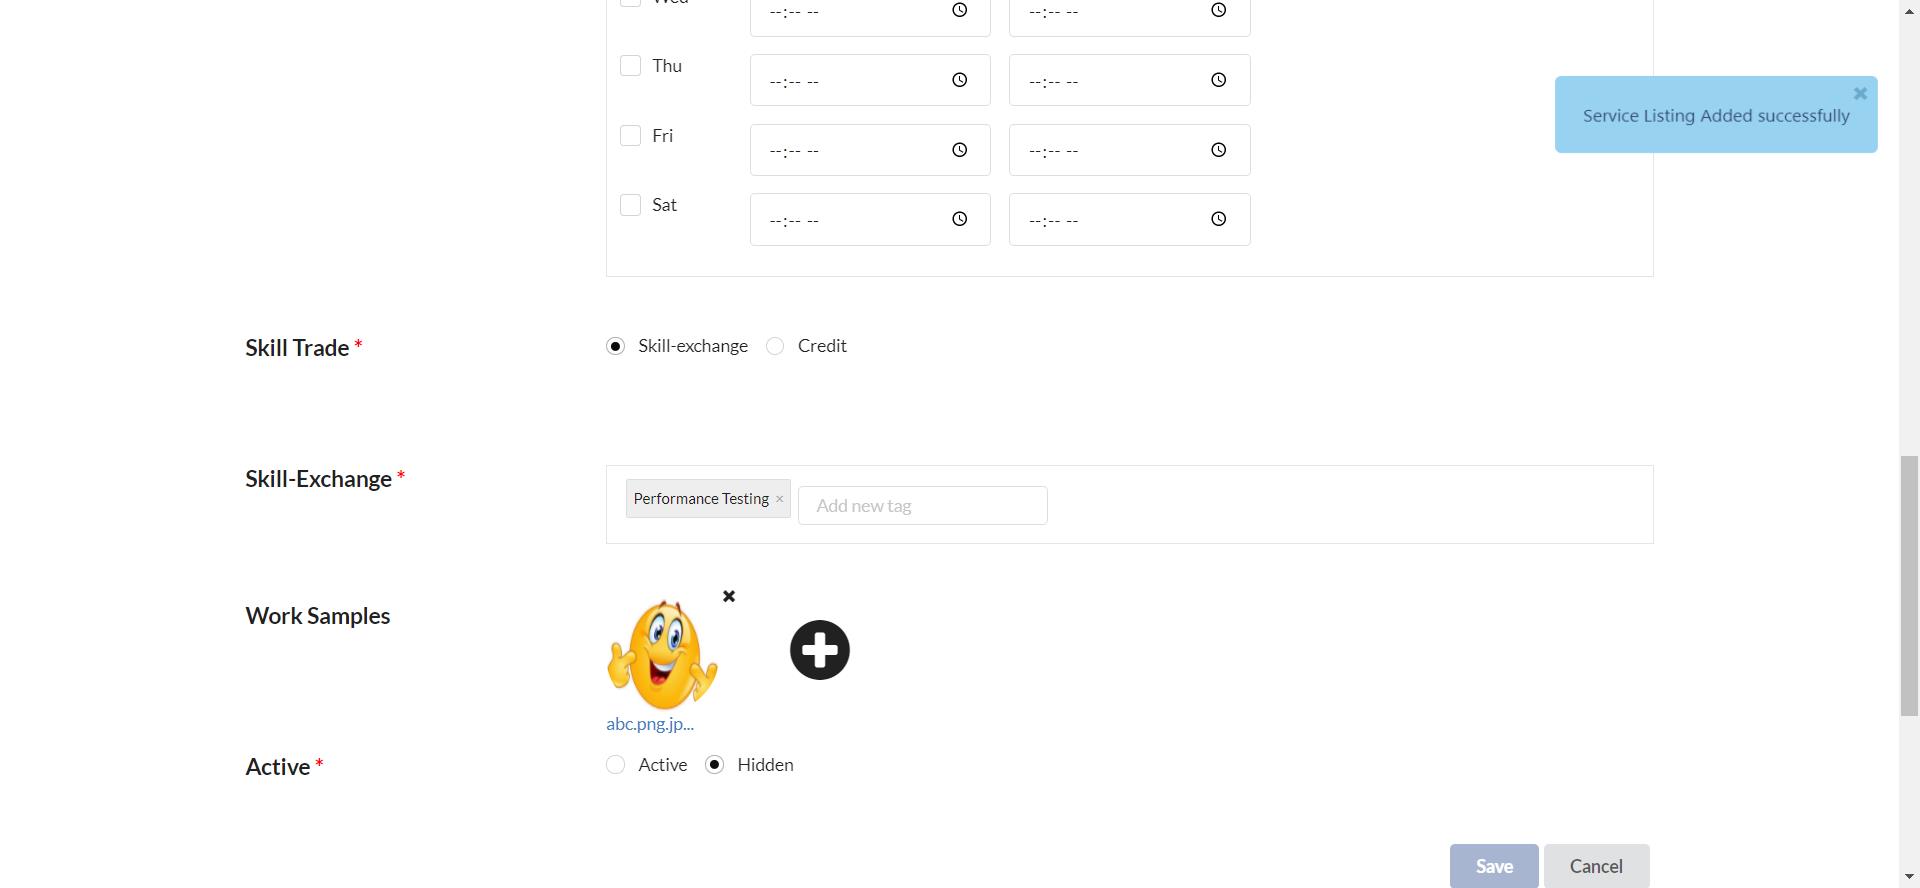 Wed
--:-- --
--:-- --
Thu
--:-- --
--:-- --
Service Listing Added successfully
Fri
--:-- --
--:-- --
Sat
--:-- --
--:-- --
Skill Trade *
Skill-exchange
Credit
Skill-Exchange *
Performance Testing ×
Add new tag
Work Samples
abc.png.jp...
Active *
Active
Hidden
Save
Cancel